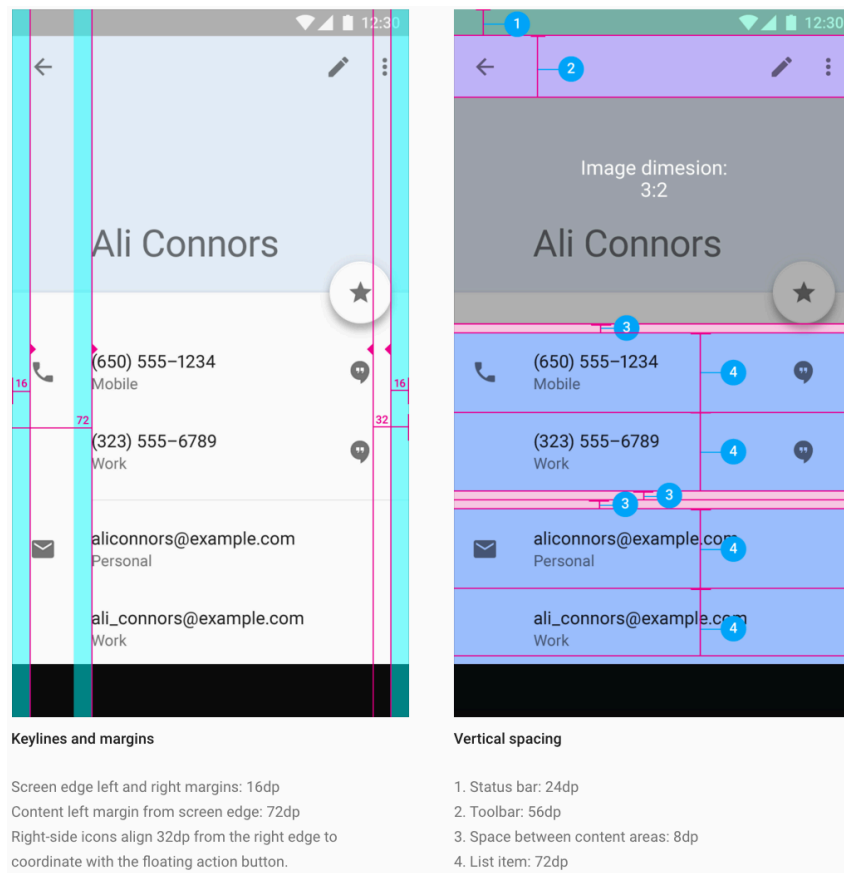 12:30
Ali Connors
(650) 555–1234
Mobile
16
16
72
32
(323) 555–6789
Work
aliconnors@example.com
Personal
ali_connors@example.com
Work
Keylines and margins
Screen edge left and right margins: 16dp
Content left margin from screen edge: 72dp
Right-side icons align 32dp from the right edge to
coordinate with the floating action button.
1
12:30
2
Image dimesion:
3:2
Ali Connors
3
(650) 555–1234
Mobile
4
(323) 555–6789
Work
4
3
3
aliconnors@example.com
Personal
4
ali_connors@example.com
Work
4
Vertical spacing
1. Status bar: 24dp
2. Toolbar: 56dp
3. Space between content areas: 8dp
4. List item: 72dp